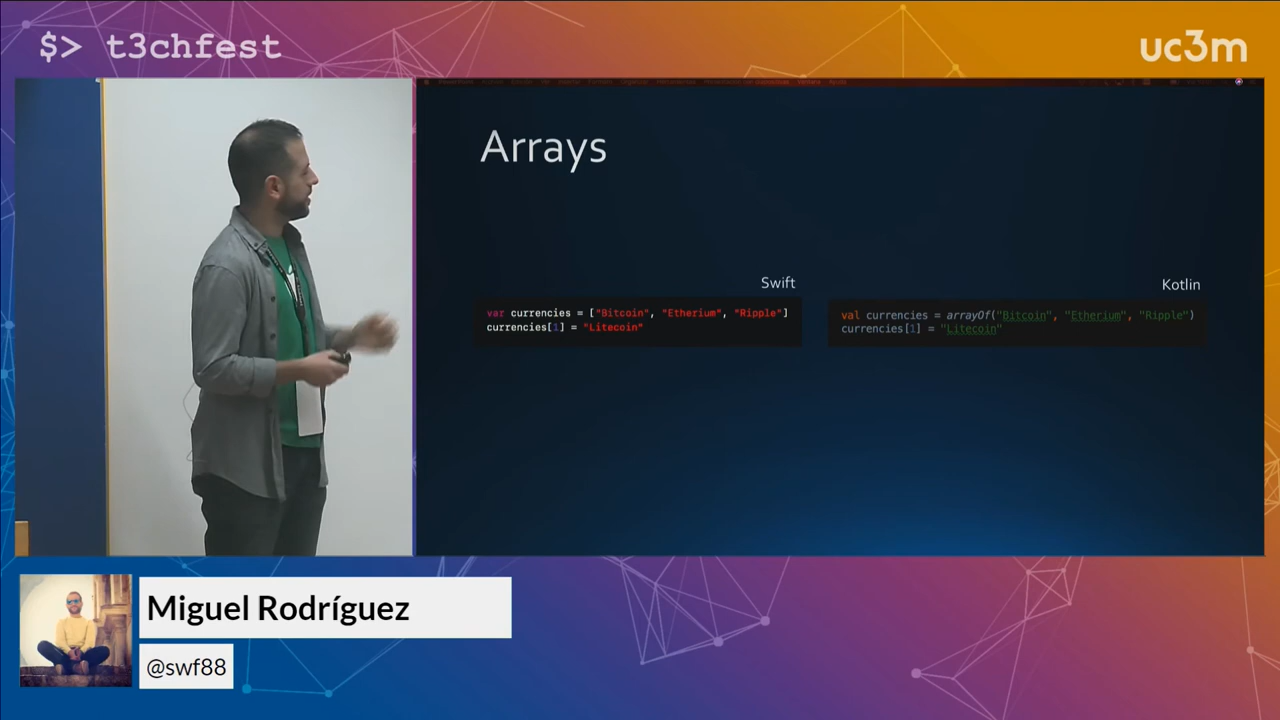 $> t3chfest
uc3m
Arrays
Swift
var currencies = ["Bitcoin", "Etherium", "Ripple"]
currencies[1] = "Litecoin"
Kotlin
val currencies = arrayOf("Bitcoin", "Etherium", "Ripple")
currencies[1] = "Litecoin"
Miguel Rodríguez
@swf88